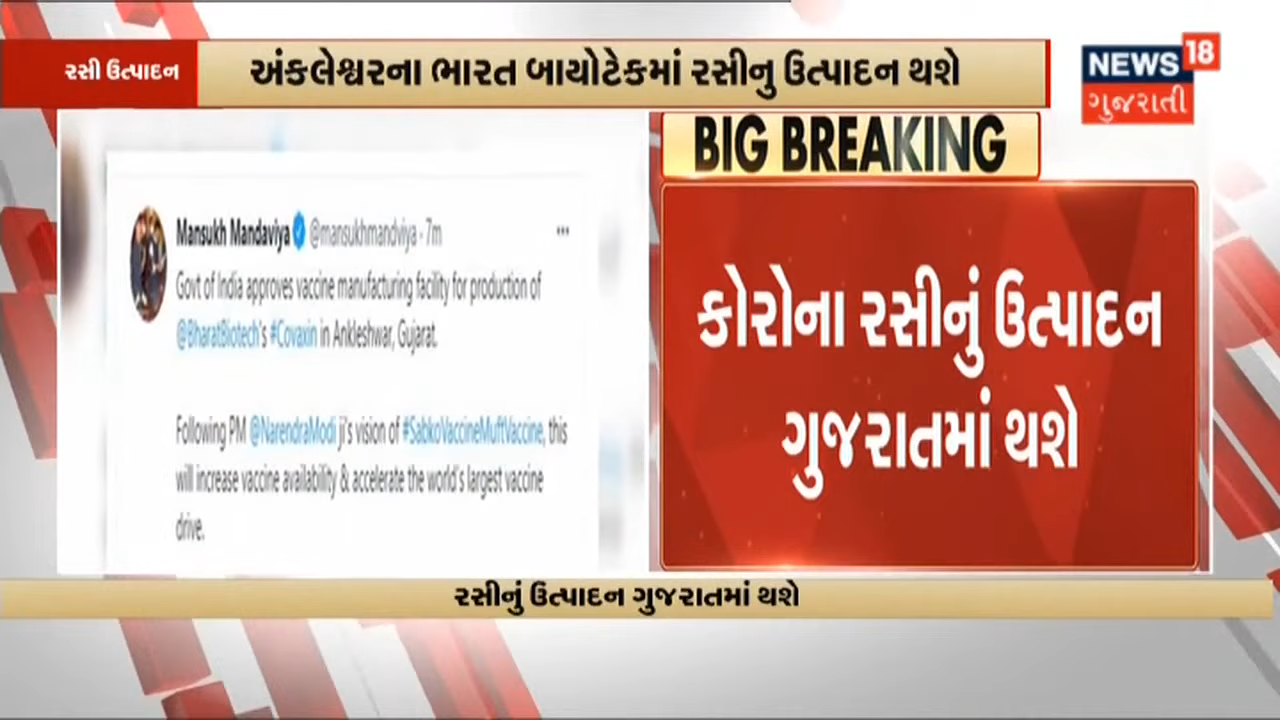 રસી ઉત્પાદન
અંકલેશ્વરના ભારત બાયોટેકમાં રસીનુ ઉત્પાદન થશે
NEWS 18
ગુજરાતી
BIG BREAKING
Mansukh Mandaviya @mansukhmandviya · 7m
Govt of India approves vaccine manufacturing facility for production of
@BharatBiotech's #Covaxin in Ankleshwar, Gujarat.
Following PM @NarendraModi ji's vision of #SabkoVaccineMuftVaccine, this
will increase vaccine availability & accelerate the world's largest vaccine
drive.
કોરોના રસીનું ઉત્પાદન
ગુજરાતમાં થશે
રસીનું ઉત્પાદન ગુજરાતમાં થશે